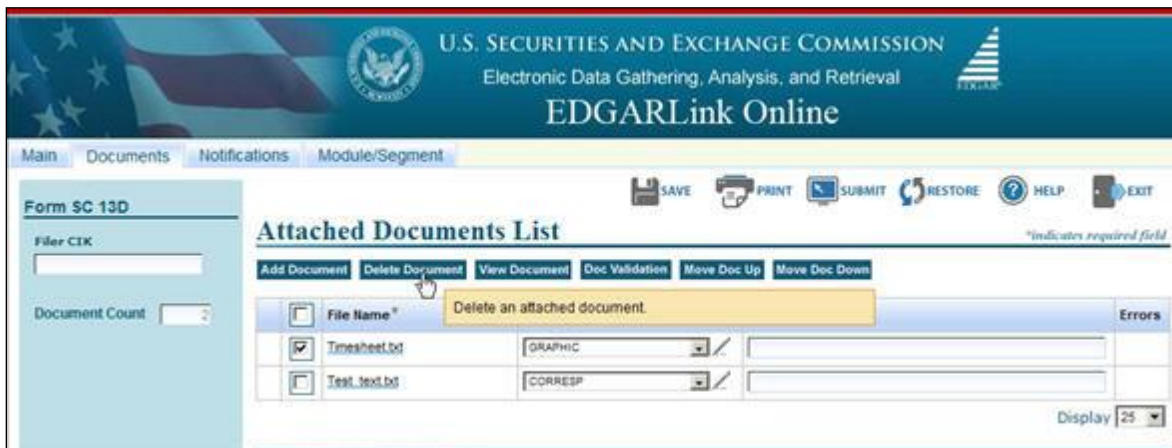 U.S. SECURITIES AND EXCHANGE COMMISSION
Electronic Data Gathering, Analysis, and Retrieval
EDGARLink Online
EDGAR®
Main Documents Notifications Module/Segment
SAVE PRINT SUBMIT RESTORE ? HELP EXIT
Form SC 13D
Attached Documents List
*indicates required field
Filer CIK
Add Document Delete Document View Document Doc Validation Move Doc Up Move Doc Down
Delete an attached document.
Document Count 2
File Name* Errors
Timesheet.txt GRAPHIC
Test_text.txt CORRESP
Display 25